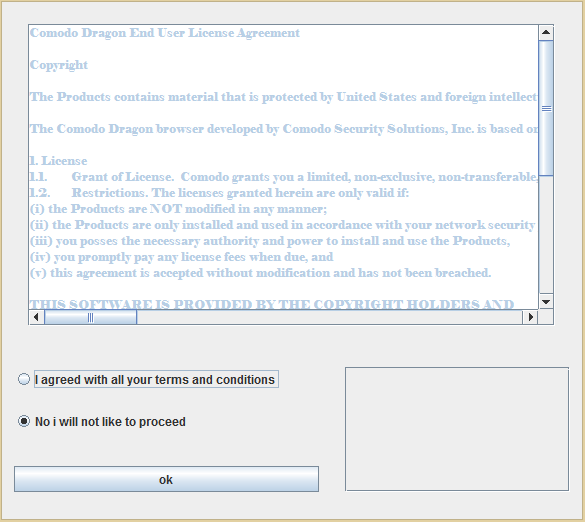 Comodo Dragon End User License Agreement
Copyright
The Products contains material that is protected by United States and foreign intellect
The Comodo Dragon browser developed by Comodo Security Solutions, Inc. is based on
1. License
1.1. Grant of License. Comodo grants you a limited, non-exclusive, non-transferable,
1.2. Restrictions. The licenses granted herein are only valid if:
(i) the Products are NOT modified in any manner;
(ii) the Products are only installed and used in accordance with your network security
(iii) you posses the necessary authority and power to install and use the Products,
(iv) you promptly pay any license fees when due, and
(v) this agreement is accepted without modification and has not been breached.
THIS SOFTWARE IS PROVIDED BY THE COPYRIGHT HOLDERS AND
I agreed with all your terms and conditions
No i will not like to proceed
ok